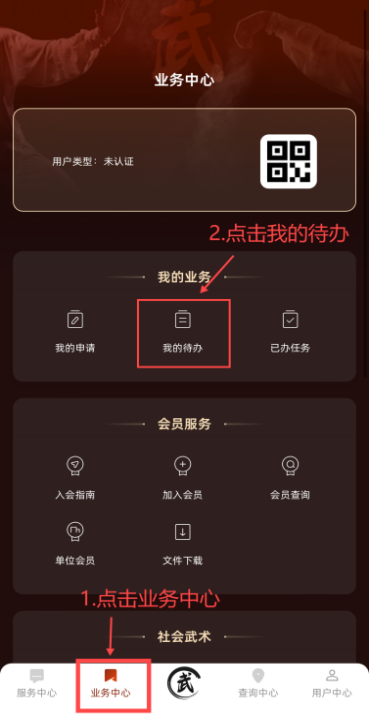 武
业务中心
用户类型：未认证
2.点击我的待办
我的业务
我的申请
我的待办
已办任务
会员服务
入会指南
加入会员
会员查询
单位会员
文件下载
1.点击业务中心
社会武术
服务中心
业务中心
武
查询中心
用户中心